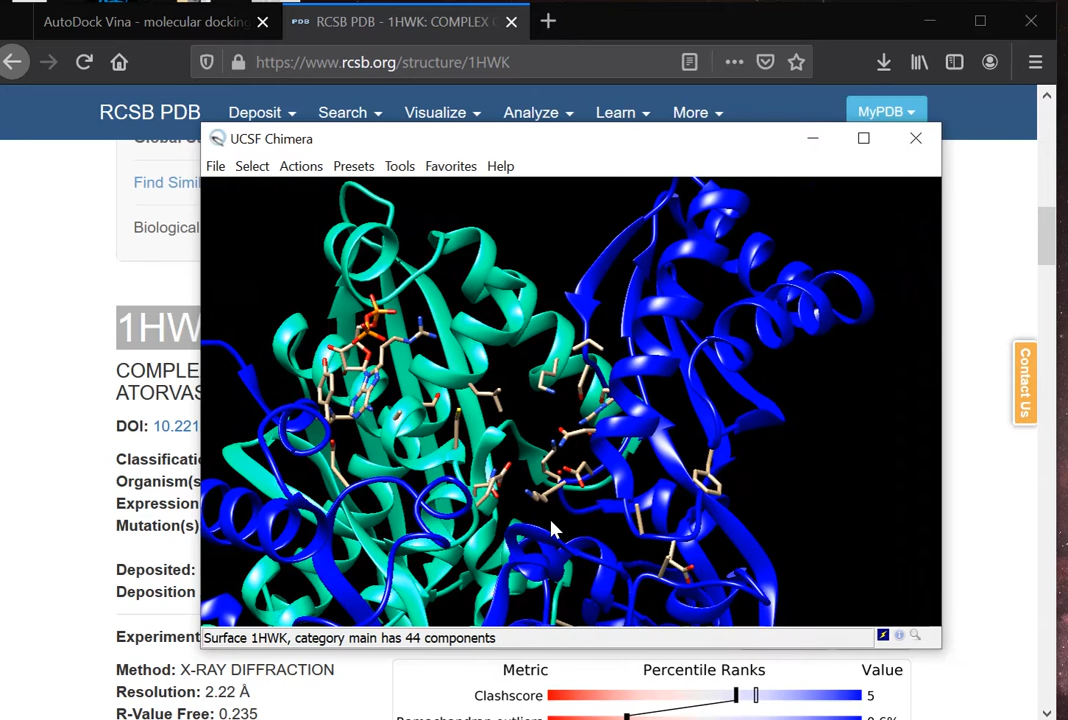 AutoDock Vina - molecular docking
RCSB PDB - 1HWK: COMPLEX
https://www.rcsb.org/structure/1HWK
RCSB PDB Deposit Search Visualize Analyze Learn More MyPDB
UCSF Chimera
File Select Actions Presets Tools Favorites Help
Find Simi
Biological
1HW
COMPLE
ATORVAS
DOI: 10.221
Classificatio
Organism(s
Expression
Mutation(s)
Deposited:
Deposition
Contact Us
Surface 1HWK, category main has 44 components
Experiment
Method: X-RAY DIFFRACTION
Resolution: 2.22 Å
R-Value Free: 0.235
Metric Percentile Ranks Value
Clashscore 5